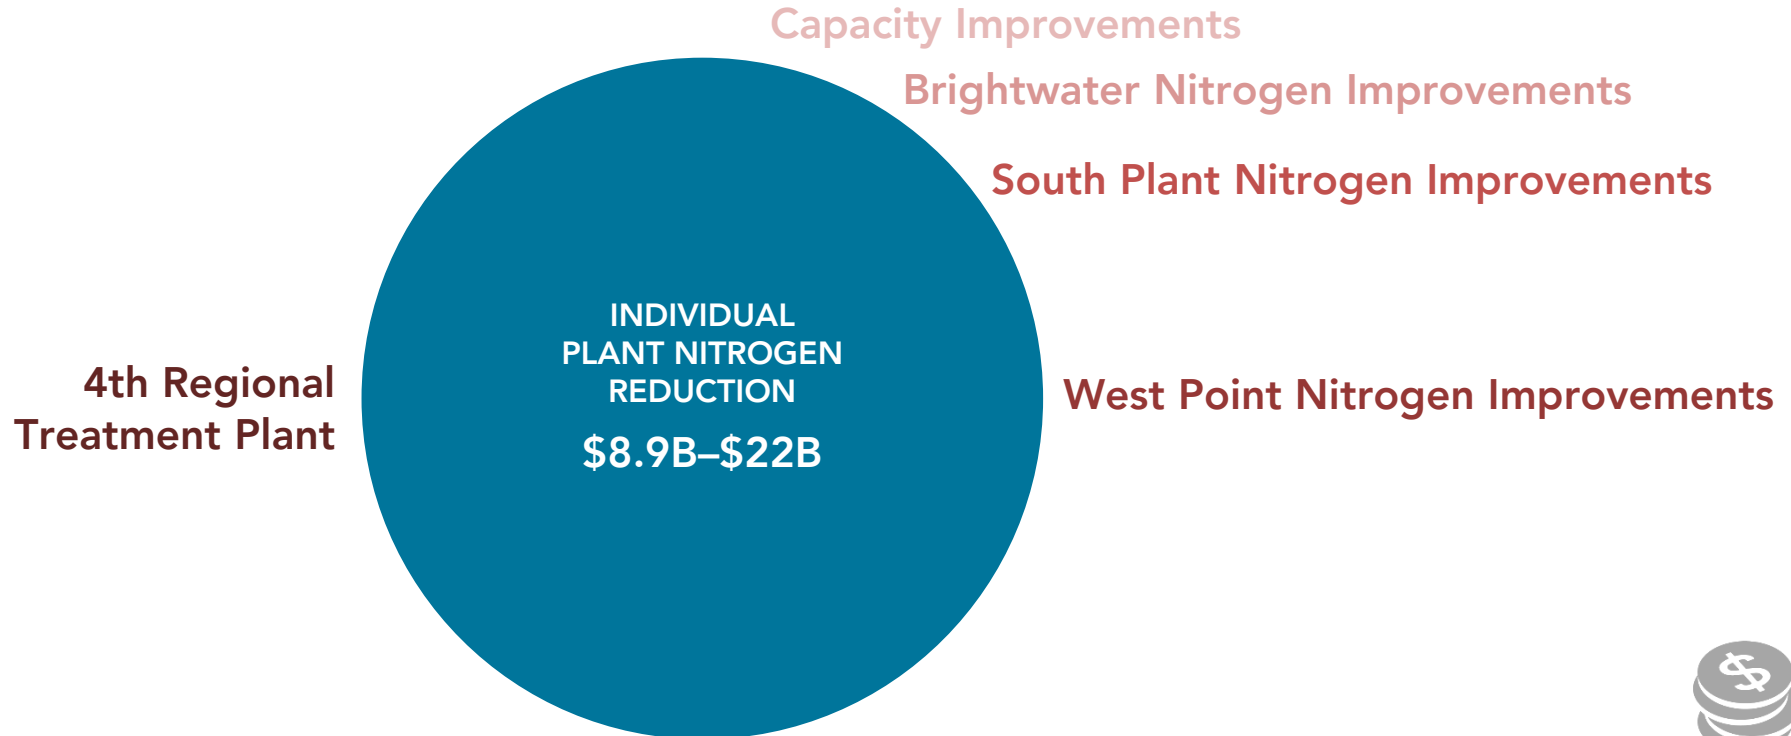 Capacity Improvements
Brightwater Nitrogen Improvements
South Plant Nitrogen Improvements
INDIVIDUAL
PLANT NITROGEN
REDUCTION
$8.9B–$22B
4th Regional
Treatment Plant
West Point Nitrogen Improvements
$